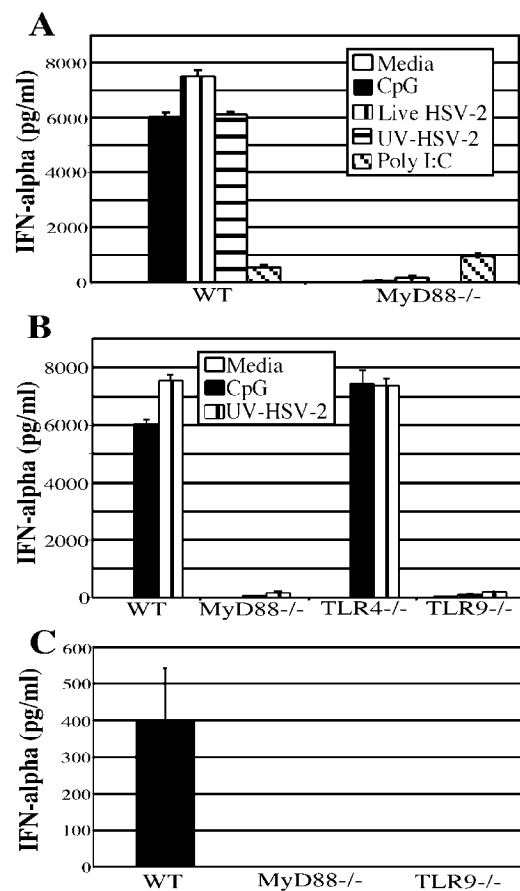 A
IFN-alpha (pg/ml)
8000
6000
4000
2000
0
Media
CpG
Live HSV-2
UV-HSV-2
Poly I:C
WT
MyD88-/-
B
IFN-alpha (pg/ml)
8000
6000
4000
2000
0
Media
CpG
UV-HSV-2
WT
MyD88-/-
TLR4-/-
TLR9-/-
C
IFN-alpha (pg/ml)
600
500
400
300
200
100
0
WT
MyD88-/-
TLR9-/-